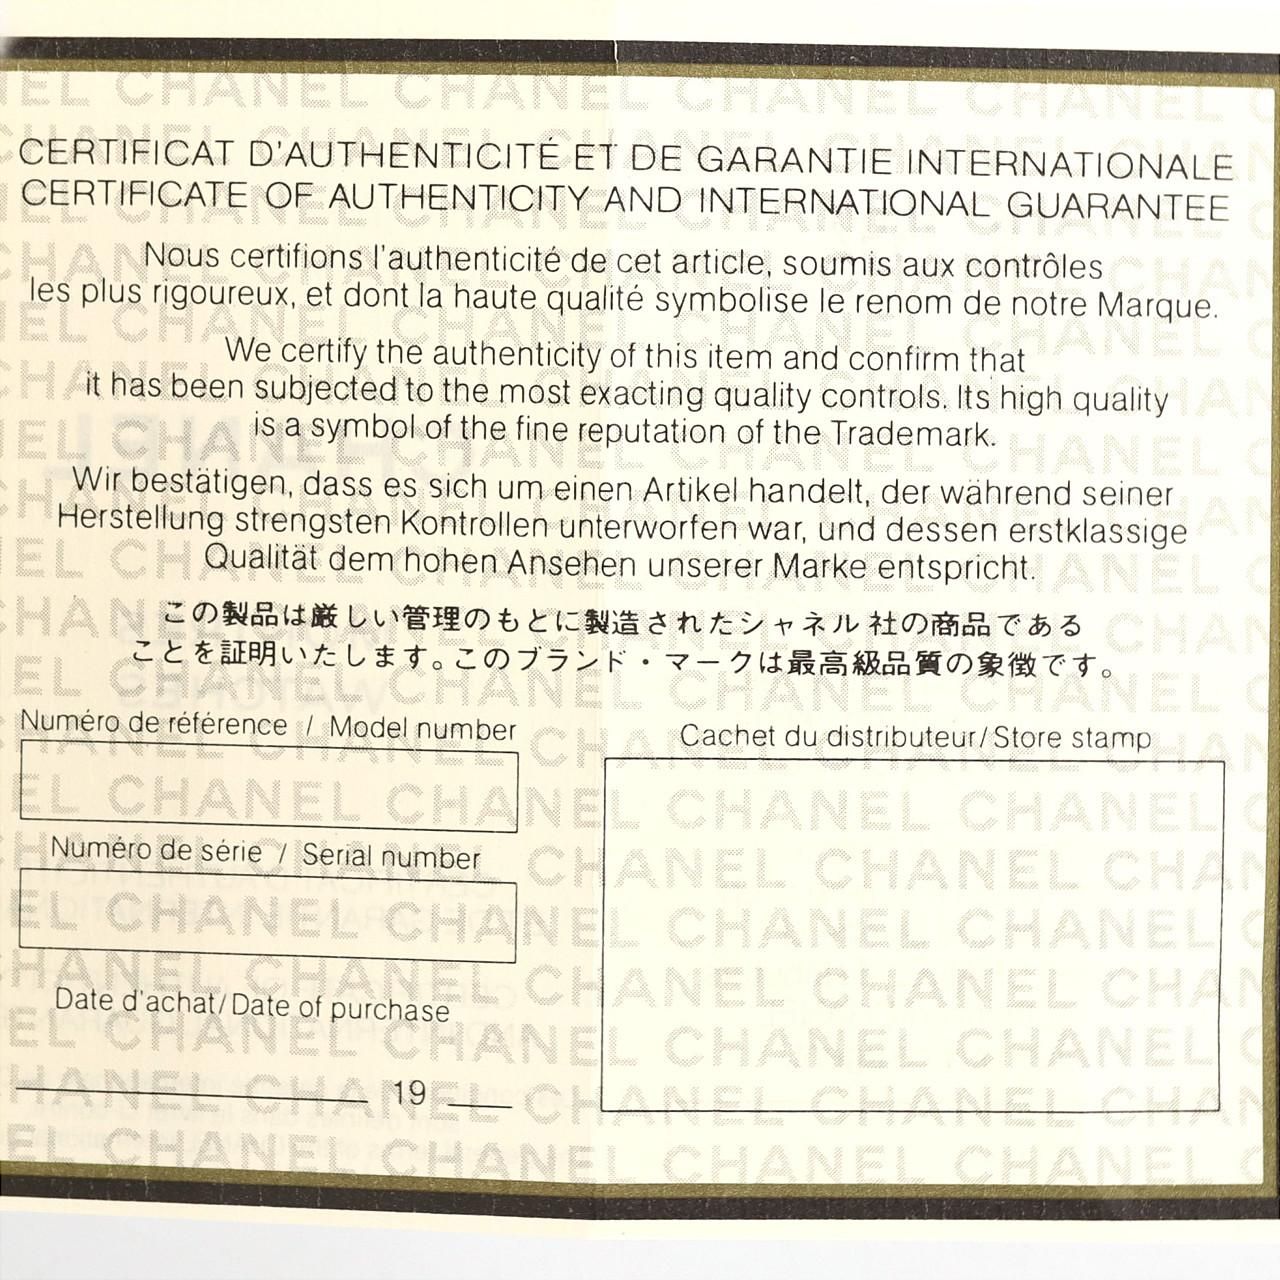 CERTIFICAT D'AUTHENTICITÉ ET DE GARANTIE INTERNATIONALE
CERTIFICATE OF AUTHENTICITY AND INTERNATIONAL GUARANTEE
Nous certifions l'authenticité de cet article, soumis aux contrôles
les plus rigoureux, et dont la haute qualité symbolise le renom de notre Marque.
We certify the authenticity of this item and confirm that
it has been subjected to the most exacting quality controls. Its high quality
is a symbol of the fine reputation of the Trademark.
Wir bestätigen, dass es sich um einen Artikel handelt, der während seiner
Herstellung strengsten Kontrollen unterworfen war, und dessen erstklassige
Qualität dem hohen Ansehen unserer Marke entspricht.
この製品は厳しい管理のもとに製造されたシャネル社の商品である
ことを証明いたします。このブランド・マークは最高級品質の象徴です。
Numéro de référence / Model number
Numéro de série / Serial number
Date d'achat/Date of purchase
19
Cachet du distributeur/Store stamp
CHANEL